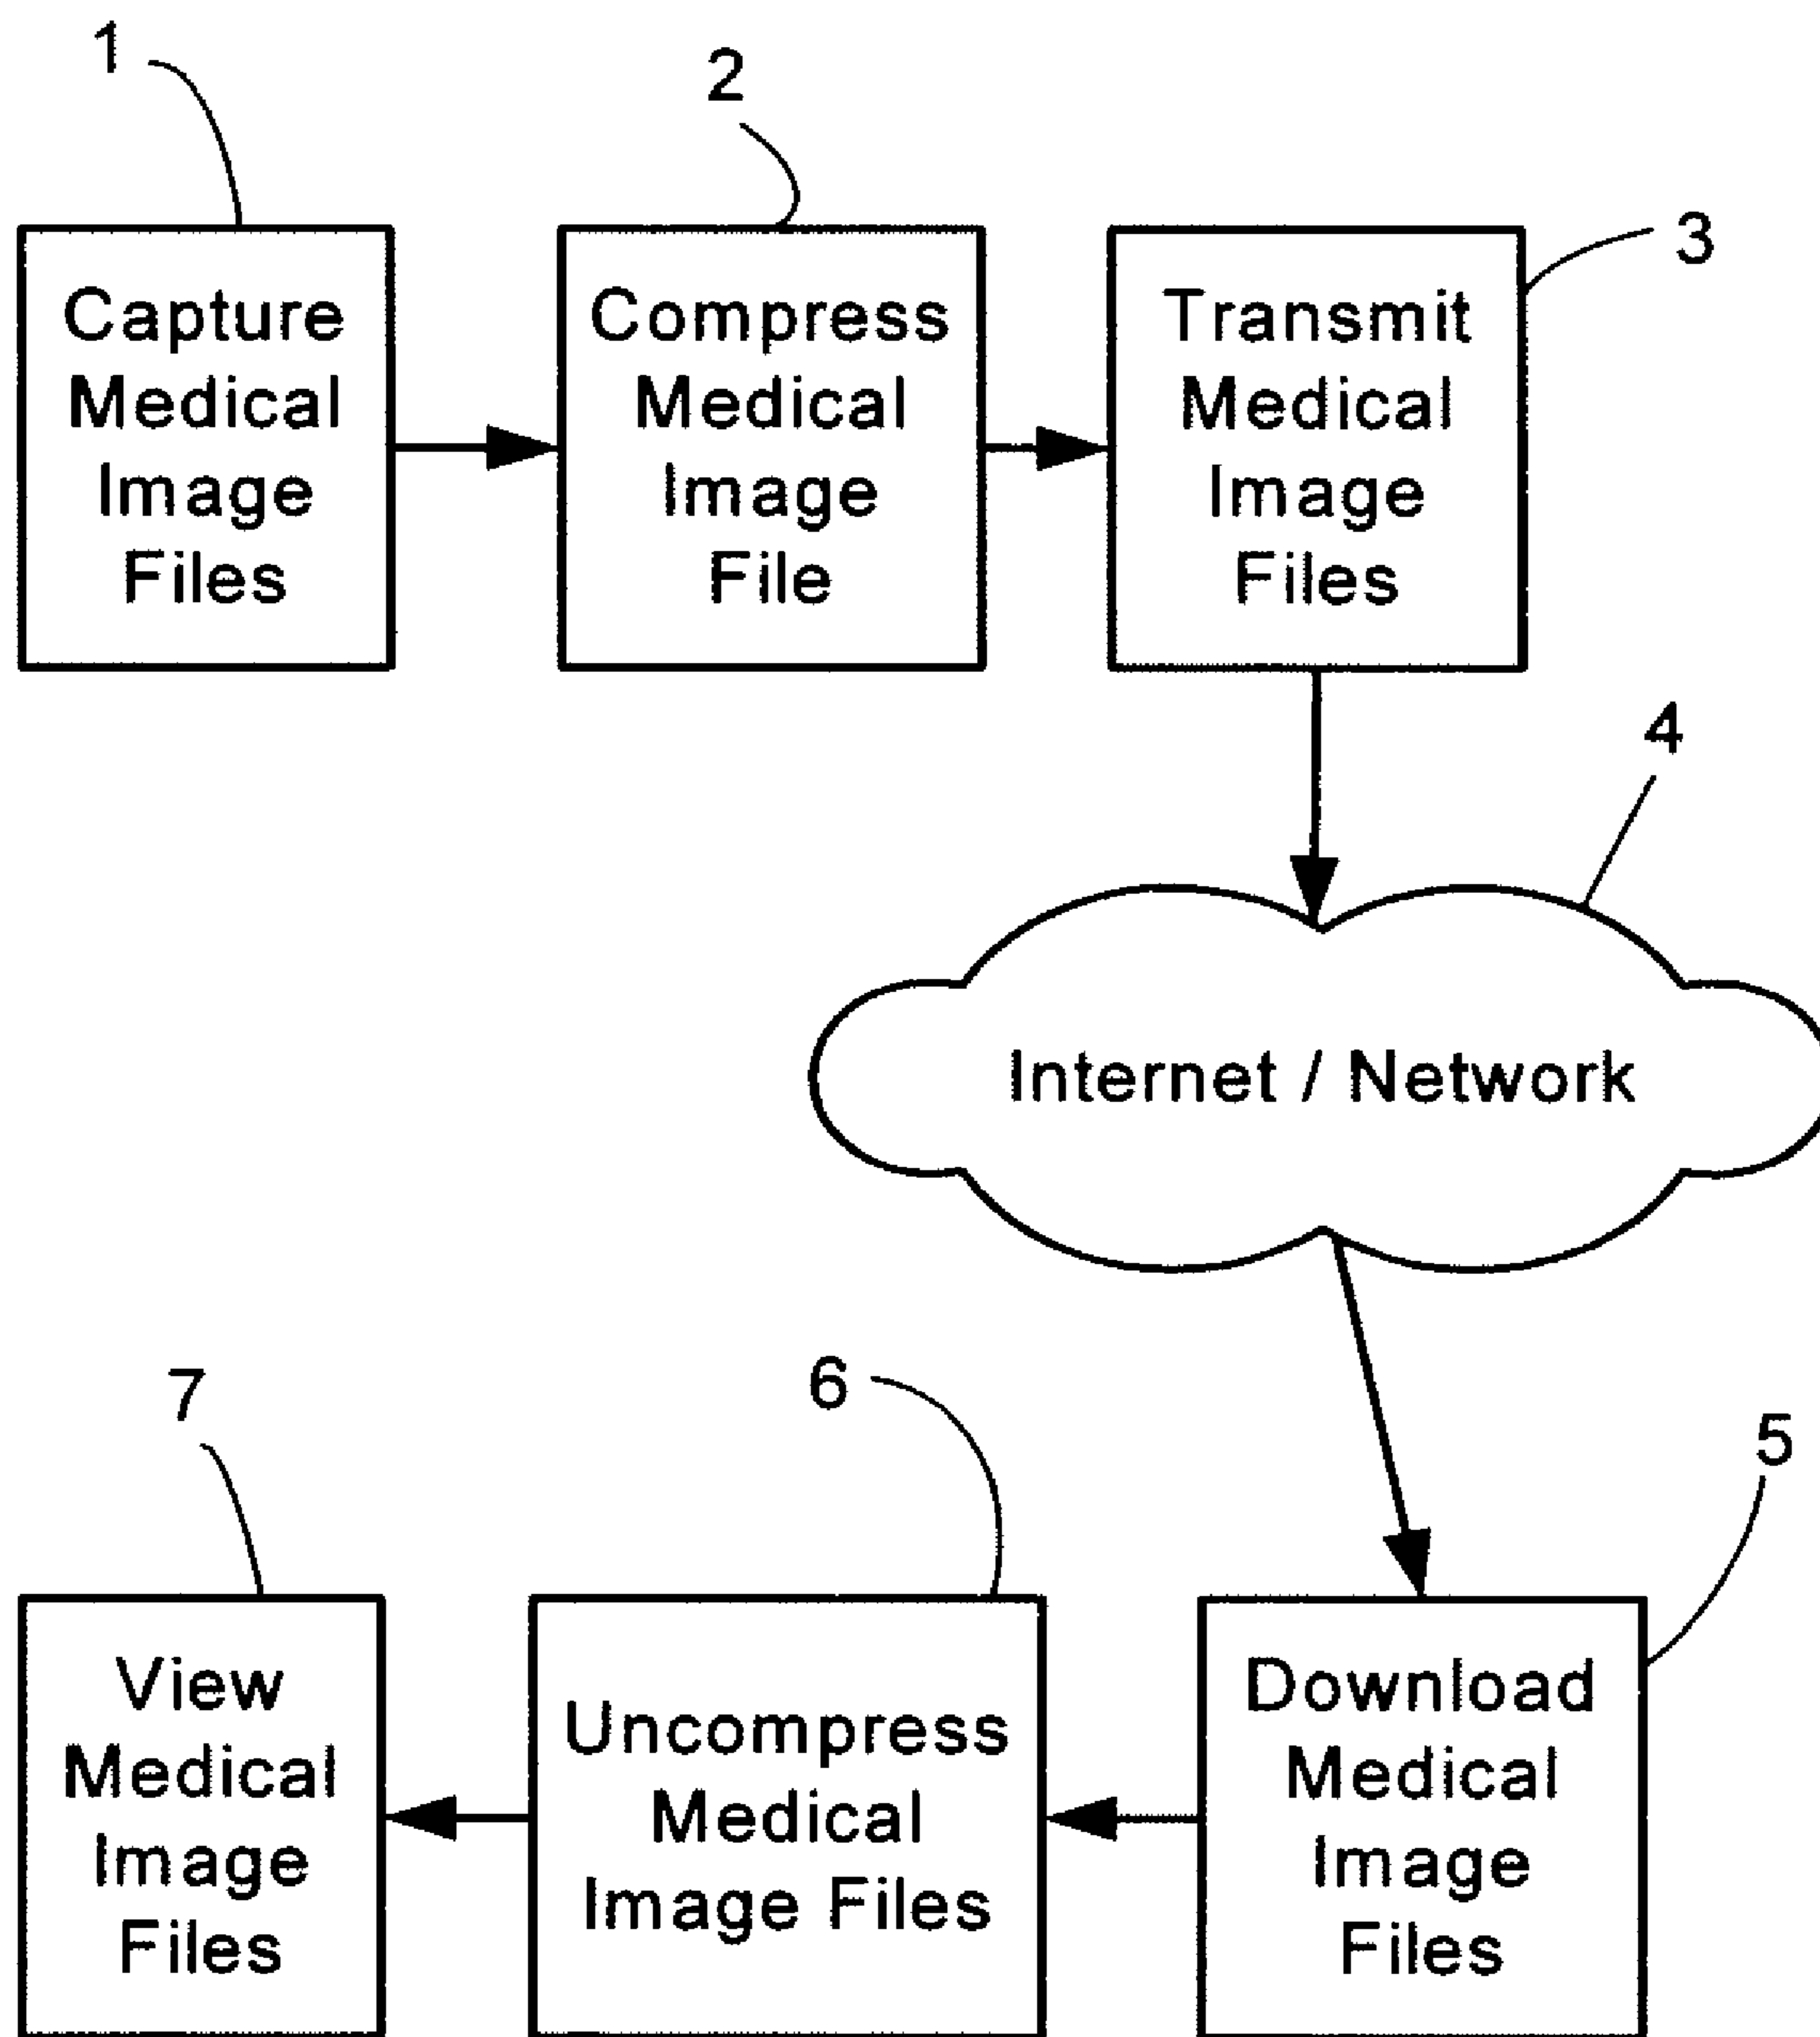 1
2
3
Capture
Medical
Image
Files
Compress
Medical
Image
File
Transmit
Medical
Image
Files
4
Internet / Network
7
6
5
View
Medical
Image
Files
Uncompress
Medical
Image Files
Download
Medical
Image
Files